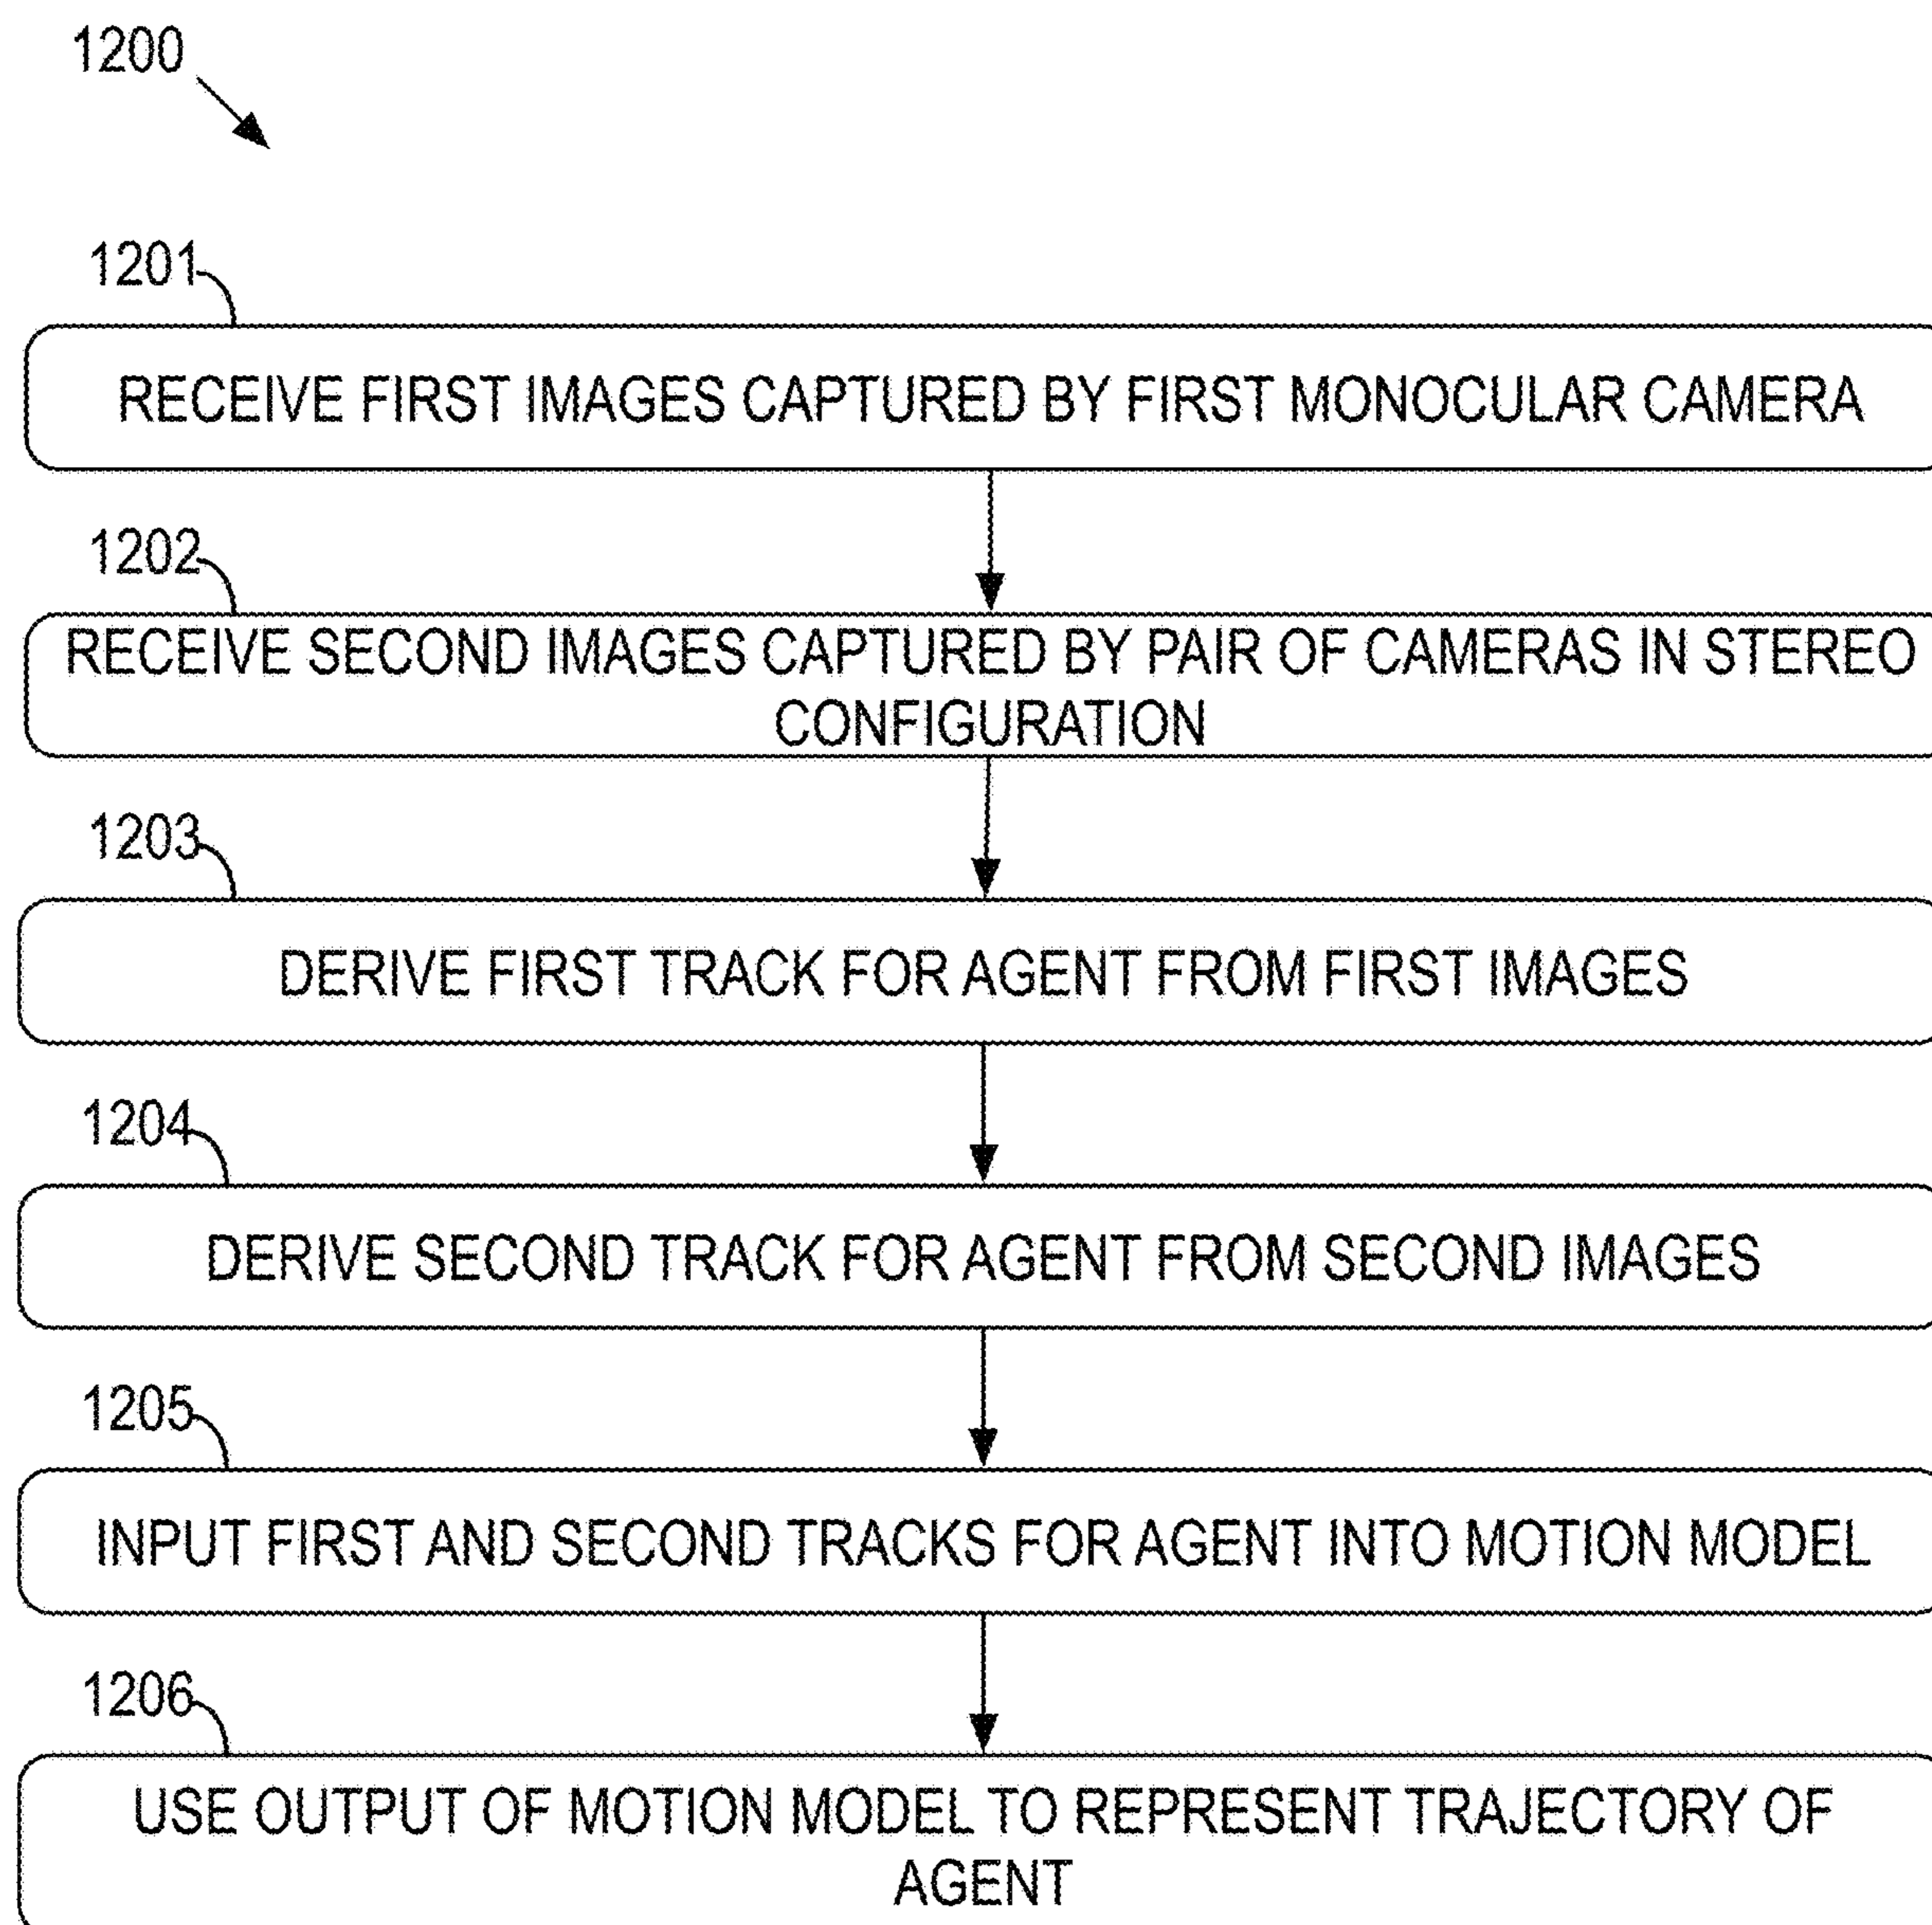 1200
1201
RECEIVE FIRST IMAGES CAPTURED BY FIRST MONOCULAR CAMERA
1202
RECEIVE SECOND IMAGES CAPTURED BY PAIR OF CAMERAS IN STEREO
CONFIGURATION
1203
DERIVE FIRST TRACK FOR AGENT FROM FIRST IMAGES
1204
DERIVE SECOND TRACK FOR AGENT FROM SECOND IMAGES
1205
INPUT FIRST AND SECOND TRACKS FOR AGENT INTO MOTION MODEL
1206
USE OUTPUT OF MOTION MODEL TO REPRESENT TRAJECTORY OF
AGENT